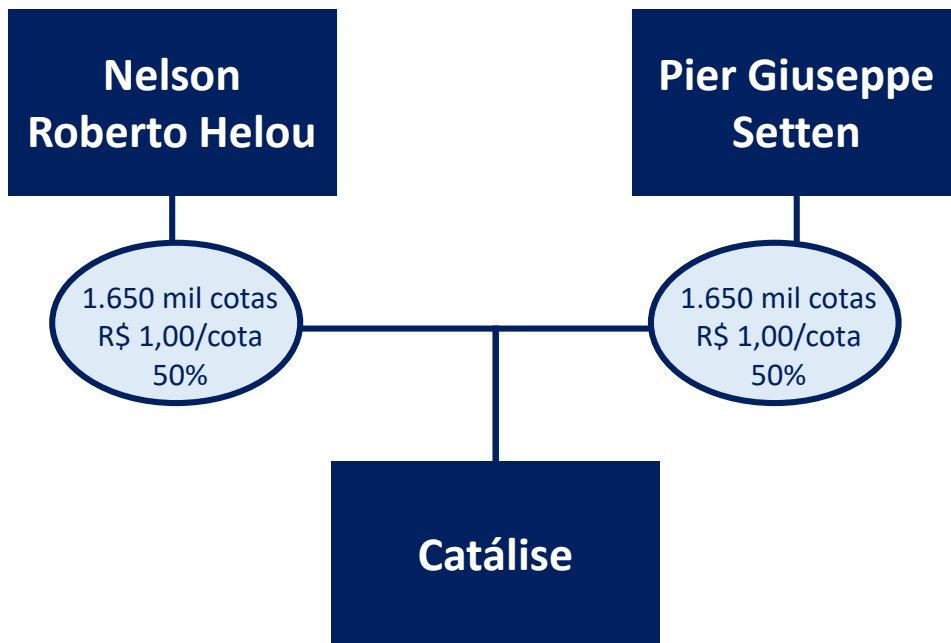 Nelson
Roberto Helou
Pier Giuseppe
Setten
1.650 mil cotas
R$ 1,00/cota
50%
1.650 mil cotas
R$ 1,00/cota
50%
Catálise